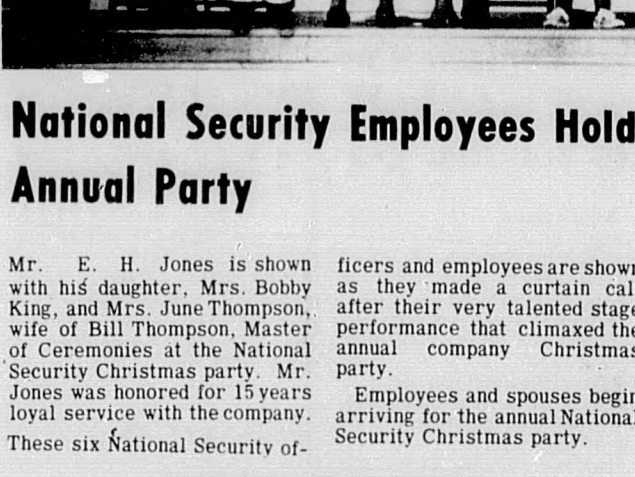 National Security Employees Hold
Annual Party
Mr. E. H. Jones is shown
with his daughter, Mrs. Bobby
King, and Mrs. June Thompson,
wife of Bill Thompson, Master
of Ceremonies at the National
Security Christmas party. Mr.
Jones was honored for 15 years
loyal service with the company.
These six National Security of-
ficers and employees are shown
as they made a curtain cal
after their very talented stage
performance that climaxed the
annual company Christmas
party.
Employees and spouses begin
arriving for the annual Nationa
Security Christmas party.